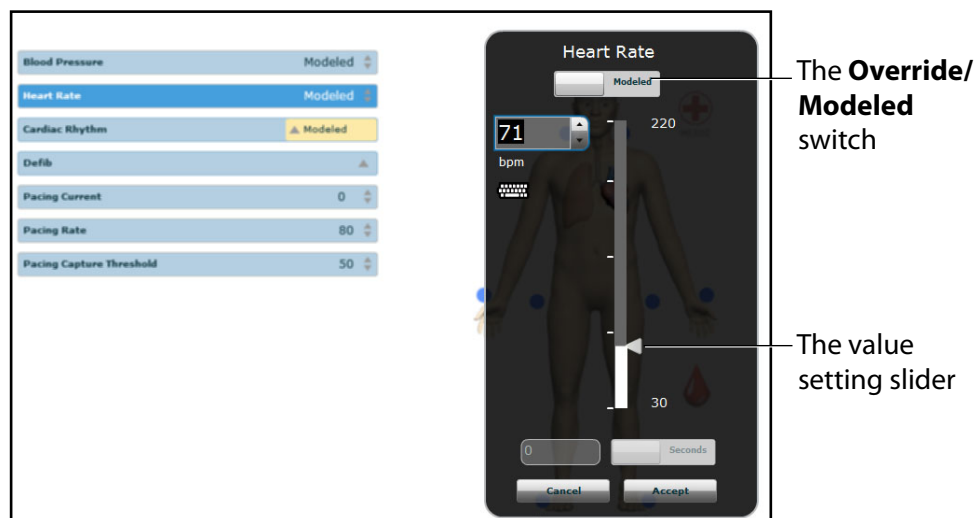 Blood Pressure Modeled
Heart Rate Modeled
Cardiac Rhythm Modeled
Defib
Pacing Current 0
Pacing Rate 80
Pacing Capture Threshold 50
Heart Rate
Modeled
71
220
bpm
30
0 Seconds
Cancel Accept
The Override/
Modeled
switch
The value
setting slider